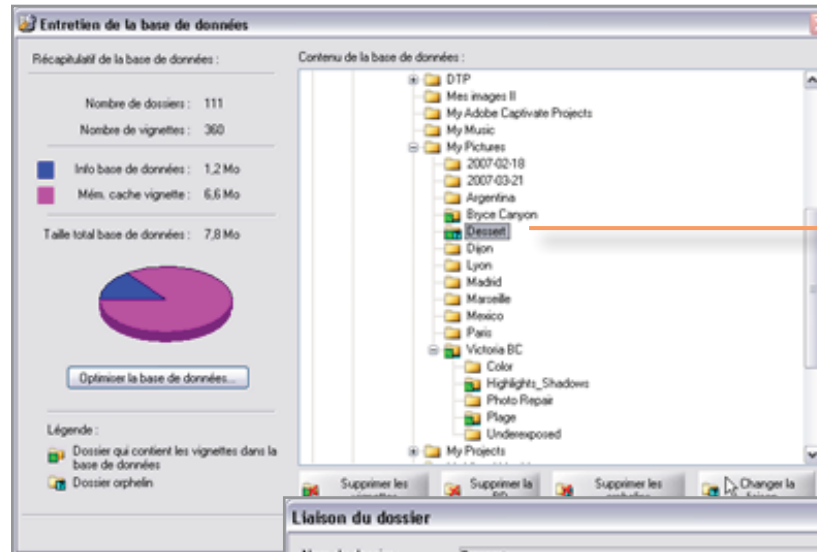 Entretien de la base de données
Récapitulatif de la base de données :
Nombre de dossiers : 111
Nombre de vignettes : 360
Info base de données : 1,2 Mo
Mém. cache vignette : 6,6 Mo
Taille total base de données : 7,8 Mo
Optimiser la base de données...
Légende :
Dossier qui contient les vignettes dans la
base de données
Dossier orphelin
Contenu de la base de données :
DTP
Mes images II
My Adobe Captivate Projects
My Music
My Pictures
2007-02-18
2007-03-21
Argentina
Bryce Canyon
Dessert
Dijon
Lyon
Madrid
Marseille
Mexico
Paris
Victoria BC
Color
Highlights_Shadows
Photo Repair
Plage
Underexposed
My Projects
Supprimer les
Supprimer la
Supprimer les
Changer la
Liaison du dossier